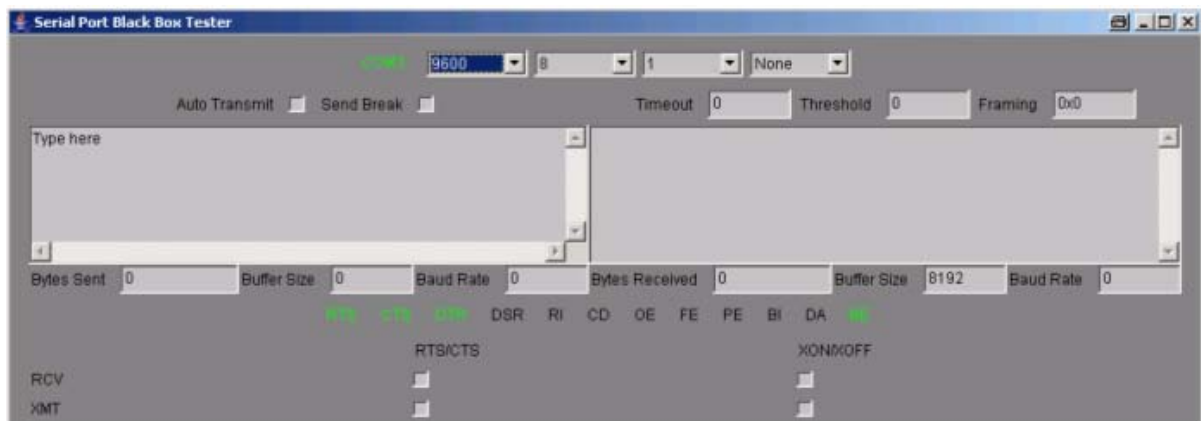 Serial Port Black Box Tester
COM1 9600 8 1 None
Auto Transmit Send Break Timeout 0 Threshold 0 Framing 0x0
Type here
Bytes Sent 0 Buffer Size 0 Baud Rate 0 Bytes Received 0 Buffer Size 8192 Baud Rate 0
RTS CTS DTR DSR RI CD OE FE PE BI DA BE
RTS/CTS XON/XOFF
RCV
XMT